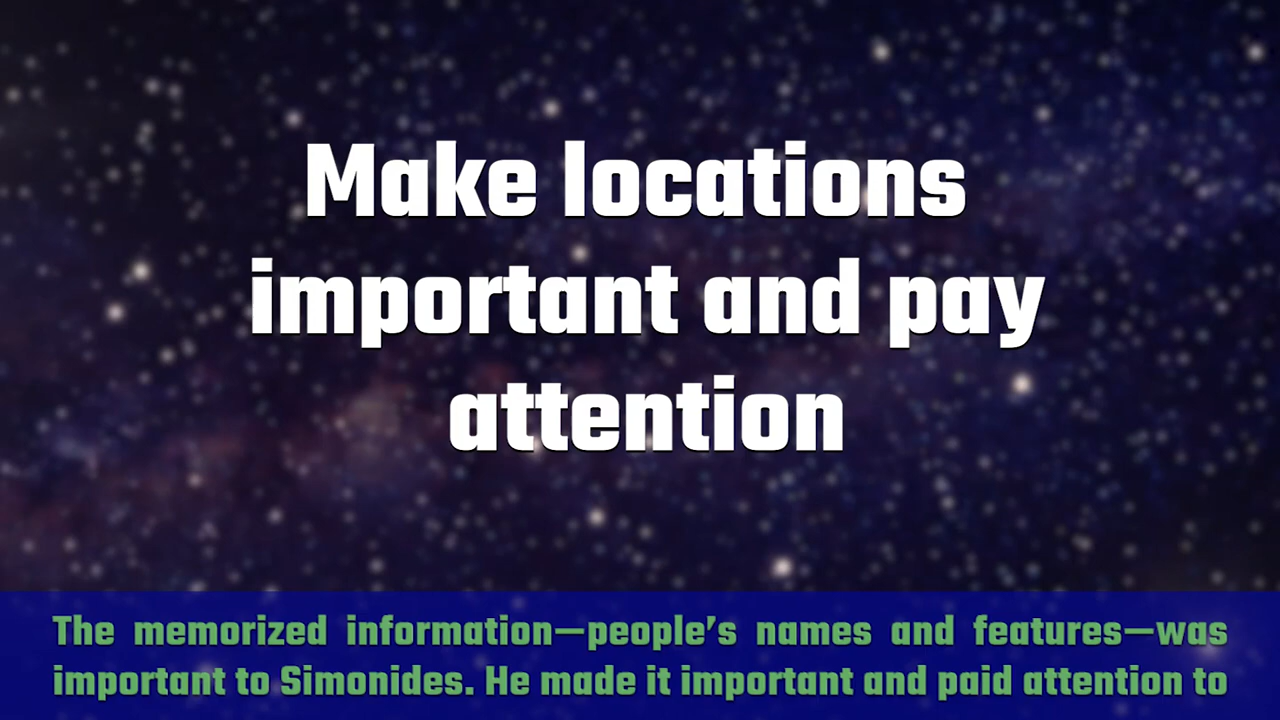 Make locations
important and pay
attention
The memorized information—people’s names and features—was
important to Simonides. He made it important and paid attention to